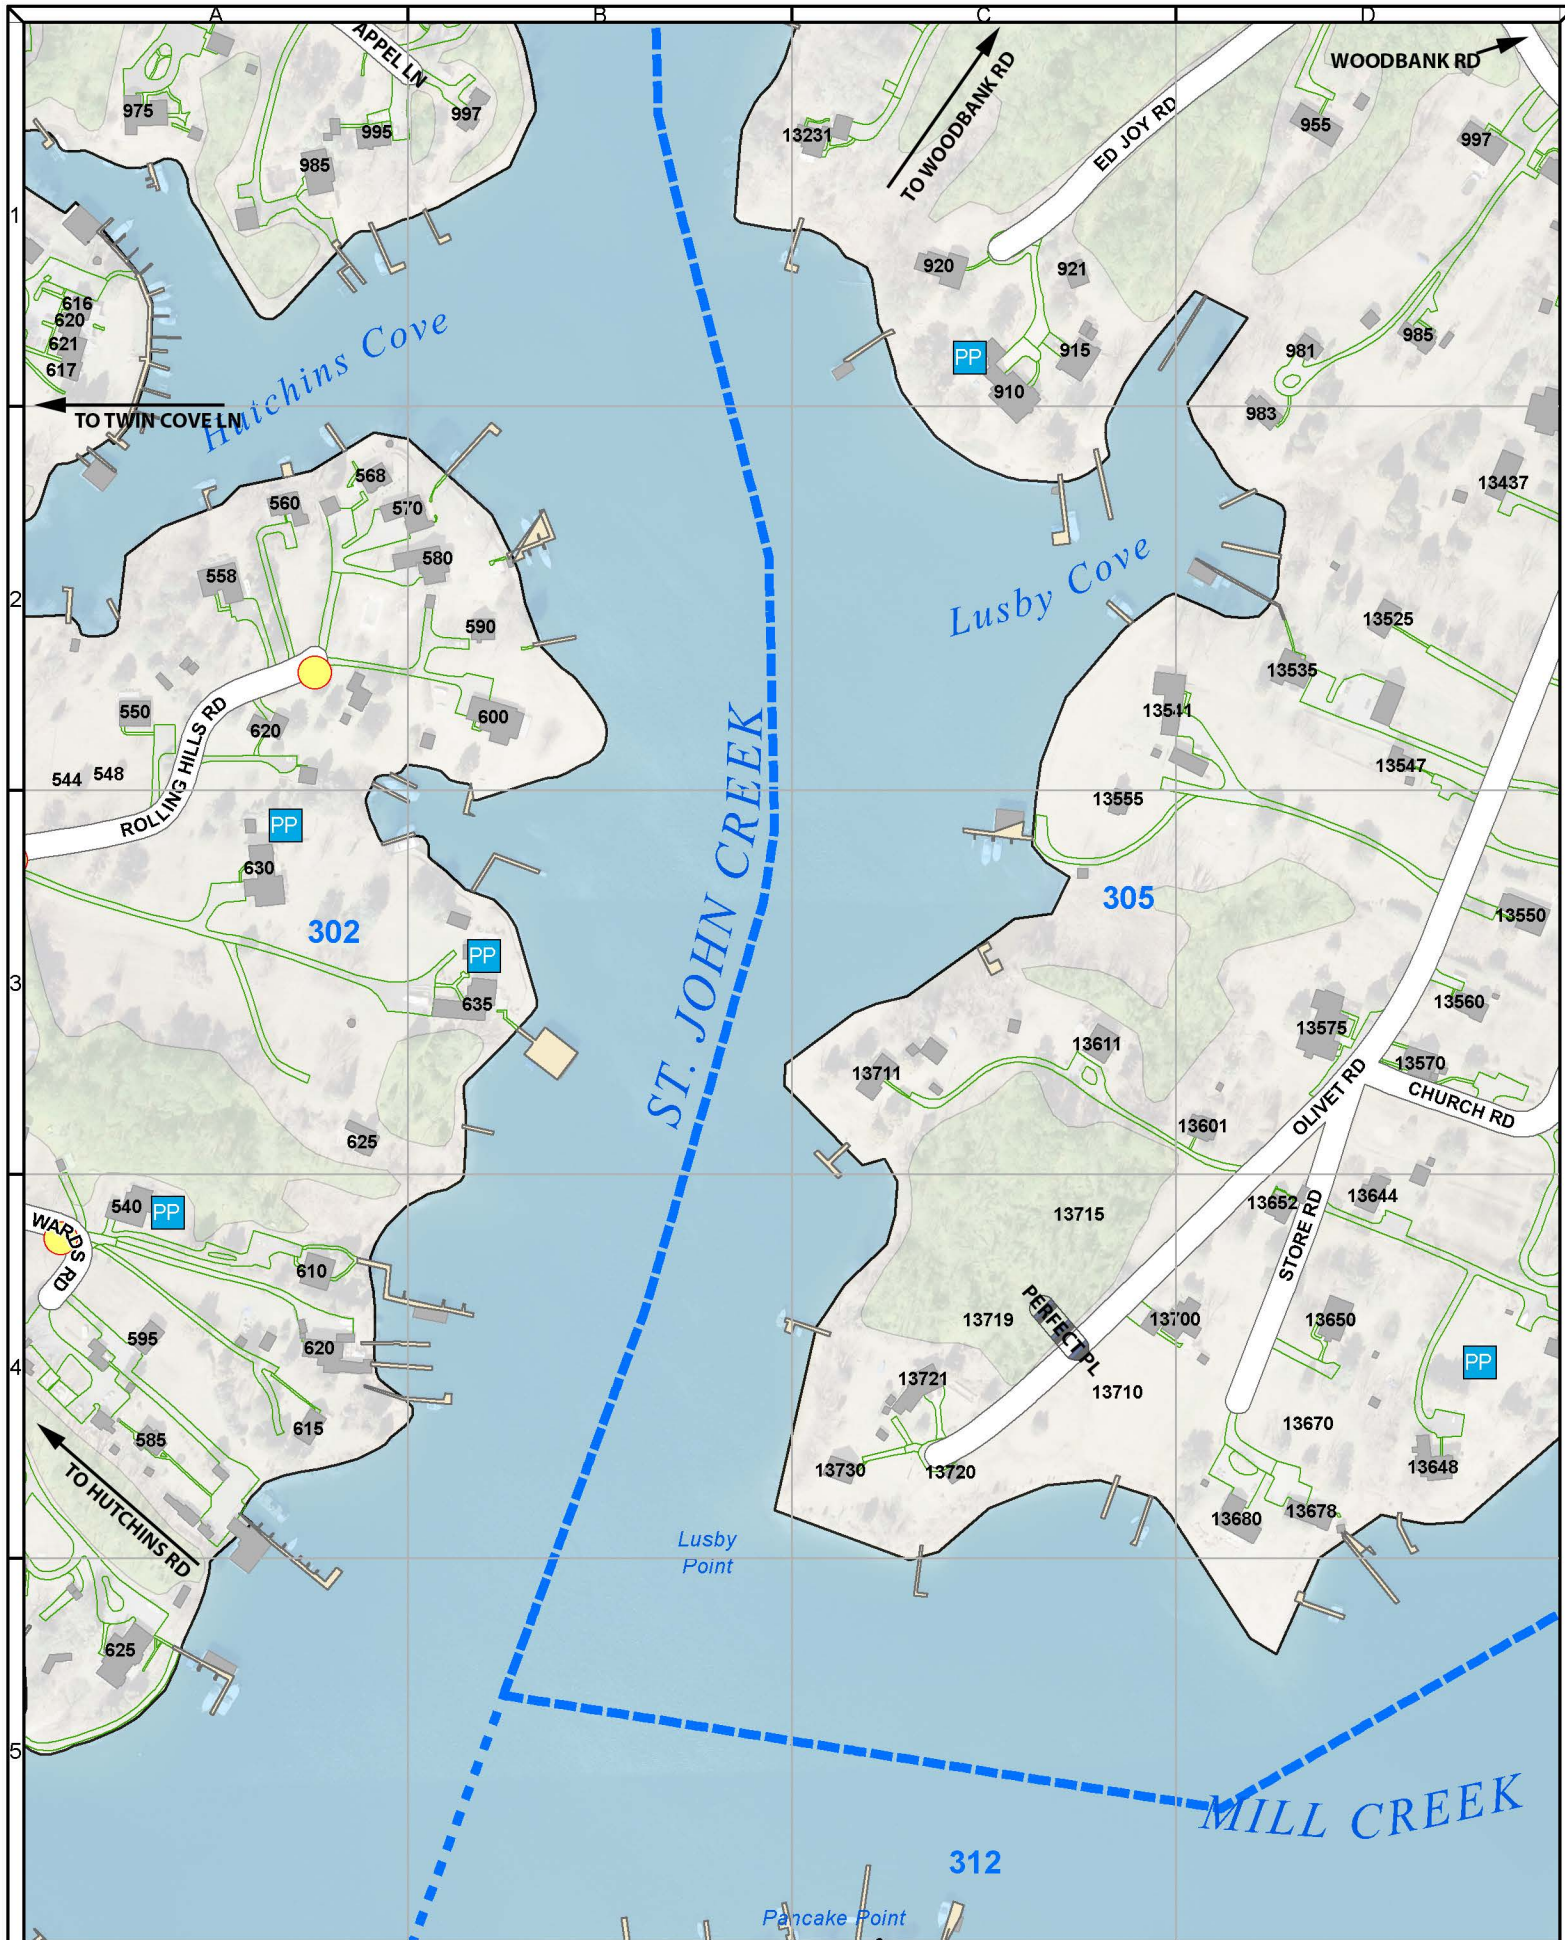 A
B
C
D
APPEL LN
WOODBANK RD
TO WOODBANK RD
ED JOY RD
975
997
995
985
13231
955
997
1
920
921
616
620
621
617
Hutchins Cove
981
985
915
PP
910
983
TO TWIN COVE LN
568
560
570
13437
580
558
2
Lusby Cove
590
13525
13535
550
620
600
13541
ROLLING HILLS RD
544
548
13547
13555
PP
630
302
305
13550
ST. JOHN CREEK
PP
3
635
13560
13575
13611
13570
13711
OLIVET RD
CHURCH RD
625
13601
540
PP
13715
13652
13644
STORE RD
WARDS RD
610
PERFECT PL
595
620
13719
13700
13650
4
PP
13721
13710
615
585
13670
13730
13720
13648
TO HUTCHINS RD
13680
13678
Lusby
Point
625
5
MILL CREEK
312
Pancake Point